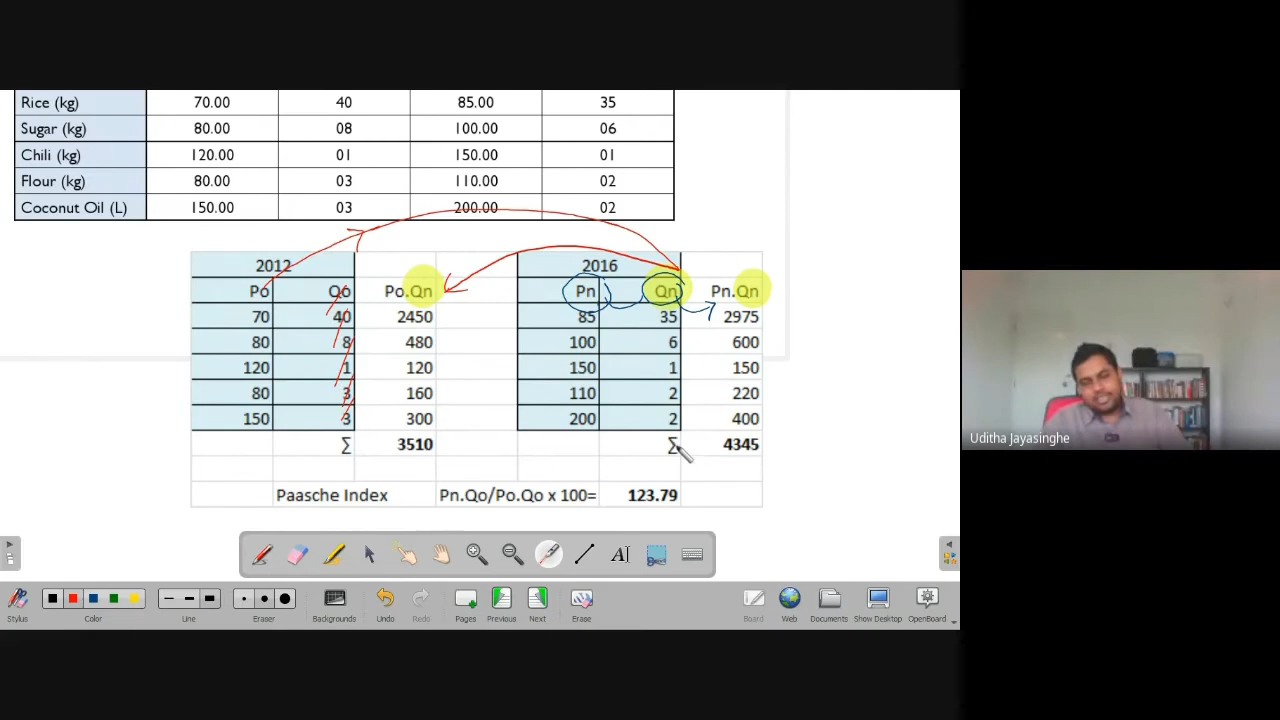 Rice (kg) 70.00 40 85.00 35
Sugar (kg) 80.00 08 100.00 06
Chili (kg) 120.00 01 150.00 01
Flour (kg) 80.00 03 110.00 02
Coconut Oil (L) 150.00 03 200.00 02
2012 2016
Po Qo Po.Qn Pn Qn Pn.Qn
70 40 2450 85 35 2975
80 8 480 100 6 600
120 1 120 150 1 150
80 3 160 110 2 220
150 3 300 200 2 400
∑ 3510 ∑ 4345
Paasche Index Pn.Qo/Po.Qo x 100= 123.79
Uditha Jayasinghe
Stylus Color Line Eraser Backgrounds Undo Redo Pages Previous Next Erase Board Web Documents Show Desktop OpenBoard